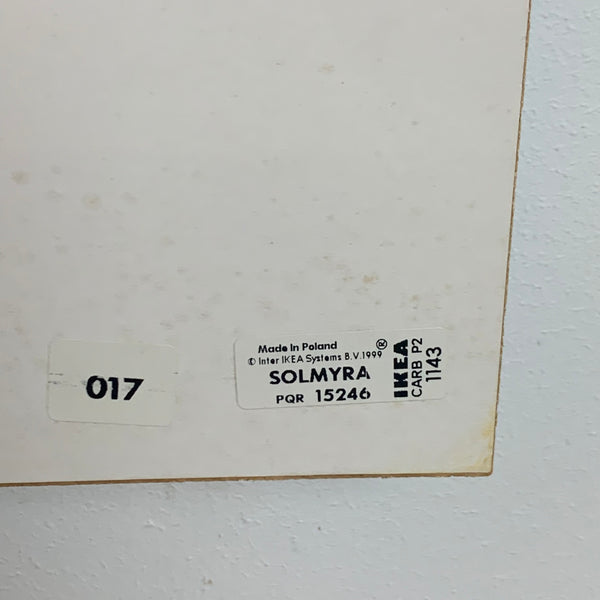 017
Made In Poland
© Inter IKEA Systems B.V.1999
SOLMYRA
PQR 15246
IKEA®
CARB P2
1143